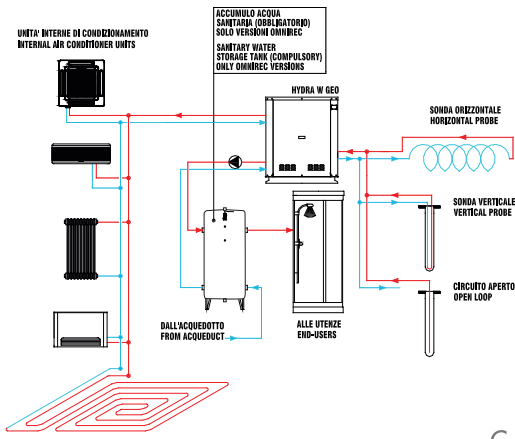 UNITA' INTERNE DI CONDIZIONAMENTO
INTERNAL AIR CONDITIONER UNITS
ACCUMULO ACQUA
SANITARIA (OBBLIGATORIO)
SOLO VERSIONI OMNIREC
SANITARY WATER
STORAGE TANK (COMPULSORY)
ONLY OMNIREC VERSIONS
HYDRA W GEO
SONDA ORIZZONTALE
HORIZONTAL PROBE
SONDA VERTICALE
VERTICAL PROBE
CIRCUITO APERTO
OPEN LOOP
DALL'ACQUEDOTTO
FROM ACQUEDUCT
ALLE UTENZE
END-USERS